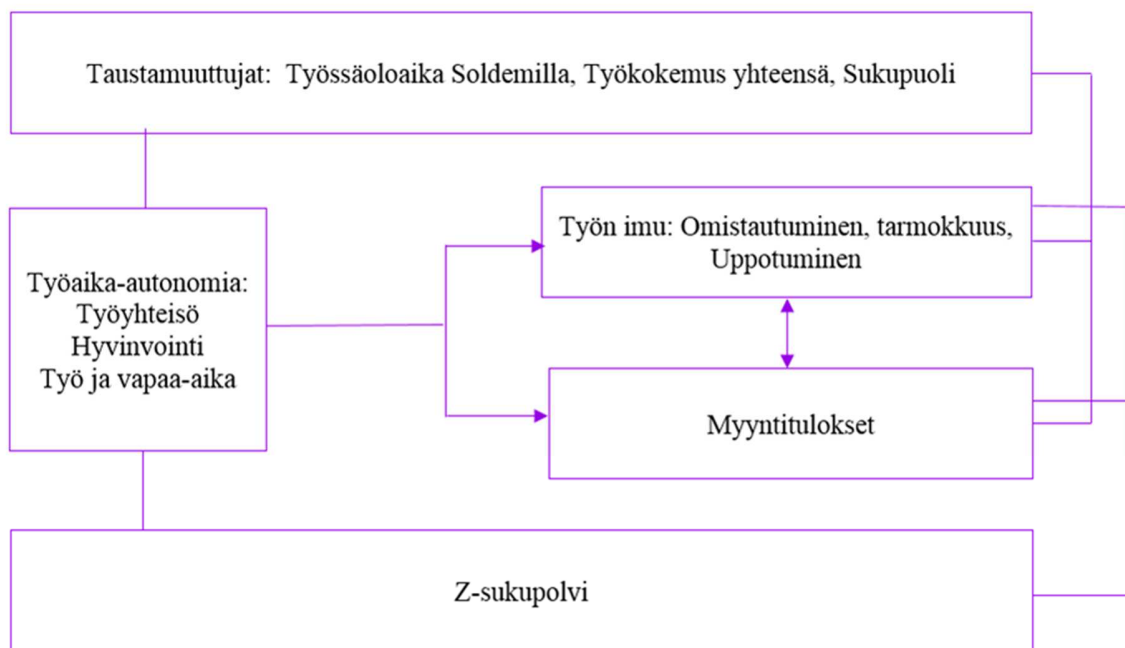 Taustamuuttujat: Työssäoloaika Soldemilla, Työkokemus yhteensä, Sukupuoli
Työaika-autonomia:
Työyhteisö
Hyvinvointi
Työ ja vapaa-aika
Työn imu: Omistautuminen, tarmokkuus,
Uppotuminen
Myyntitulokset
Z-sukupolvi